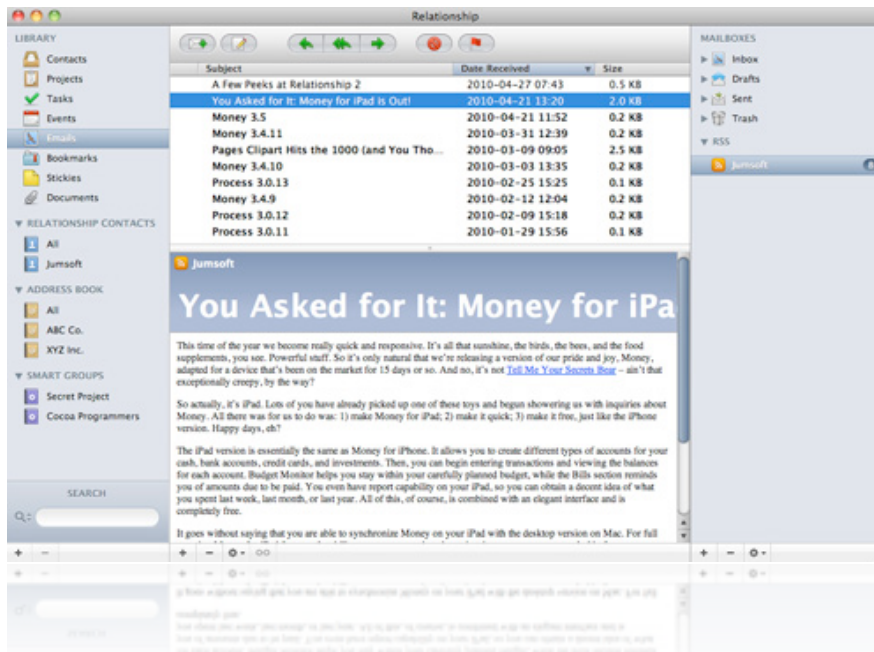 Relationship
LIBRARY
Contacts
Projects
Tasks
Events
Emails
Bookmarks
Stickies
Documents
RELATIONSHIP CONTACTS
All
Jumsoft
ADDRESS BOOK
All
ABC Co.
XYZ Inc.
SMART GROUPS
Secret Project
Cocoa Programmers
SEARCH
Subject Date Received Size
A Few Peeks at Relationship 2 2010-04-27 07:43 0.5 KB
You Asked for It: Money for iPad is Out! 2010-04-21 13:20 2.0 KB
Money 3.5 2010-04-21 11:52 0.2 KB
Money 3.4.11 2010-03-31 12:39 0.2 KB
Pages Clipart Hits the 1000 (and You Tho... 2010-03-09 09:05 2.5 KB
Money 3.4.10 2010-03-03 13:35 0.2 KB
Process 3.0.13 2010-02-25 15:25 0.1 KB
Money 3.4.9 2010-02-12 12:04 0.2 KB
Process 3.0.12 2010-02-09 15:18 0.2 KB
Process 3.0.11 2010-01-29 15:56 0.1 KB
Jumsoft
You Asked for It: Money for iPa
This time of the year we become really quick and responsive. It's all that sunshine, the birds, the bees, and the food
supplements, you see. Powerful stuff. So it's only natural that we're releasing a version of our pride and joy, Money,
adapted for a device that's been on the market for 15 days or so. And no, it's not Tell Me Your Secrets Bear – ain't that
exceptionally creepy, by the way?
So actually, it's iPad. Lots of you have already picked up one of these toys and begun showering us with inquiries about
Money. All there was for us to do was: 1) make Money for iPad; 2) make it quick; 3) make it free, just like the iPhone
version. Happy days, eh?
The iPad version is essentially the same as Money for iPhone. It allows you to create different types of accounts for your
cash, bank accounts, credit cards, and investments. Then, you can begin entering transactions and viewing the balances
for each account. Budget Monitor helps you stay within your carefully planned budget, while the Bills section reminds
you of amounts due to be paid. You even have report capability on your iPad, so you can obtain a decent idea of what
you spent last week, last month, or last year. All of this, of course, is combined with an elegant interface and is
completely free.
It goes without saying that you are able to synchronize Money on your iPad with the desktop version on Mac. For full
MAILBOXES
Inbox
Drafts
Sent
Trash
RSS
Jumsoft